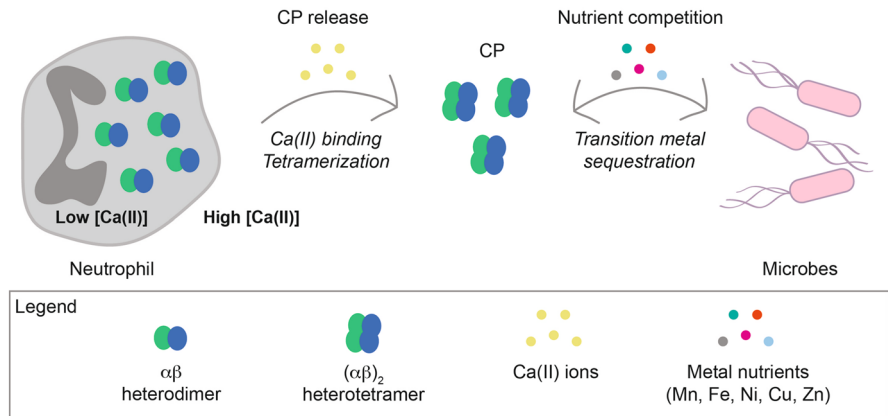 CP release
Nutrient competition
CP
Ca(II) binding
Tetramerization
Transition metal
sequestration
Low [Ca(II)]
High [Ca(II)]
Neutrophil
Microbes
Legend
αβ
heterodimer
(αβ)₂
heterotetramer
Ca(II) ions
Metal nutrients
(Mn, Fe, Ni, Cu, Zn)